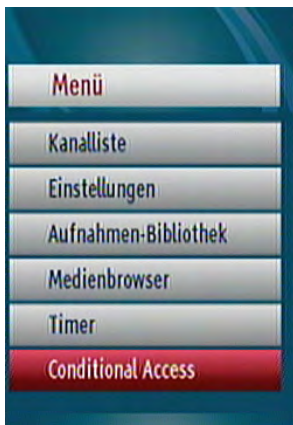 Menü
Kanalliste
Einstellungen
Aufnahmen-Bibliothek
Medienbrowser
Timer
Conditional Access